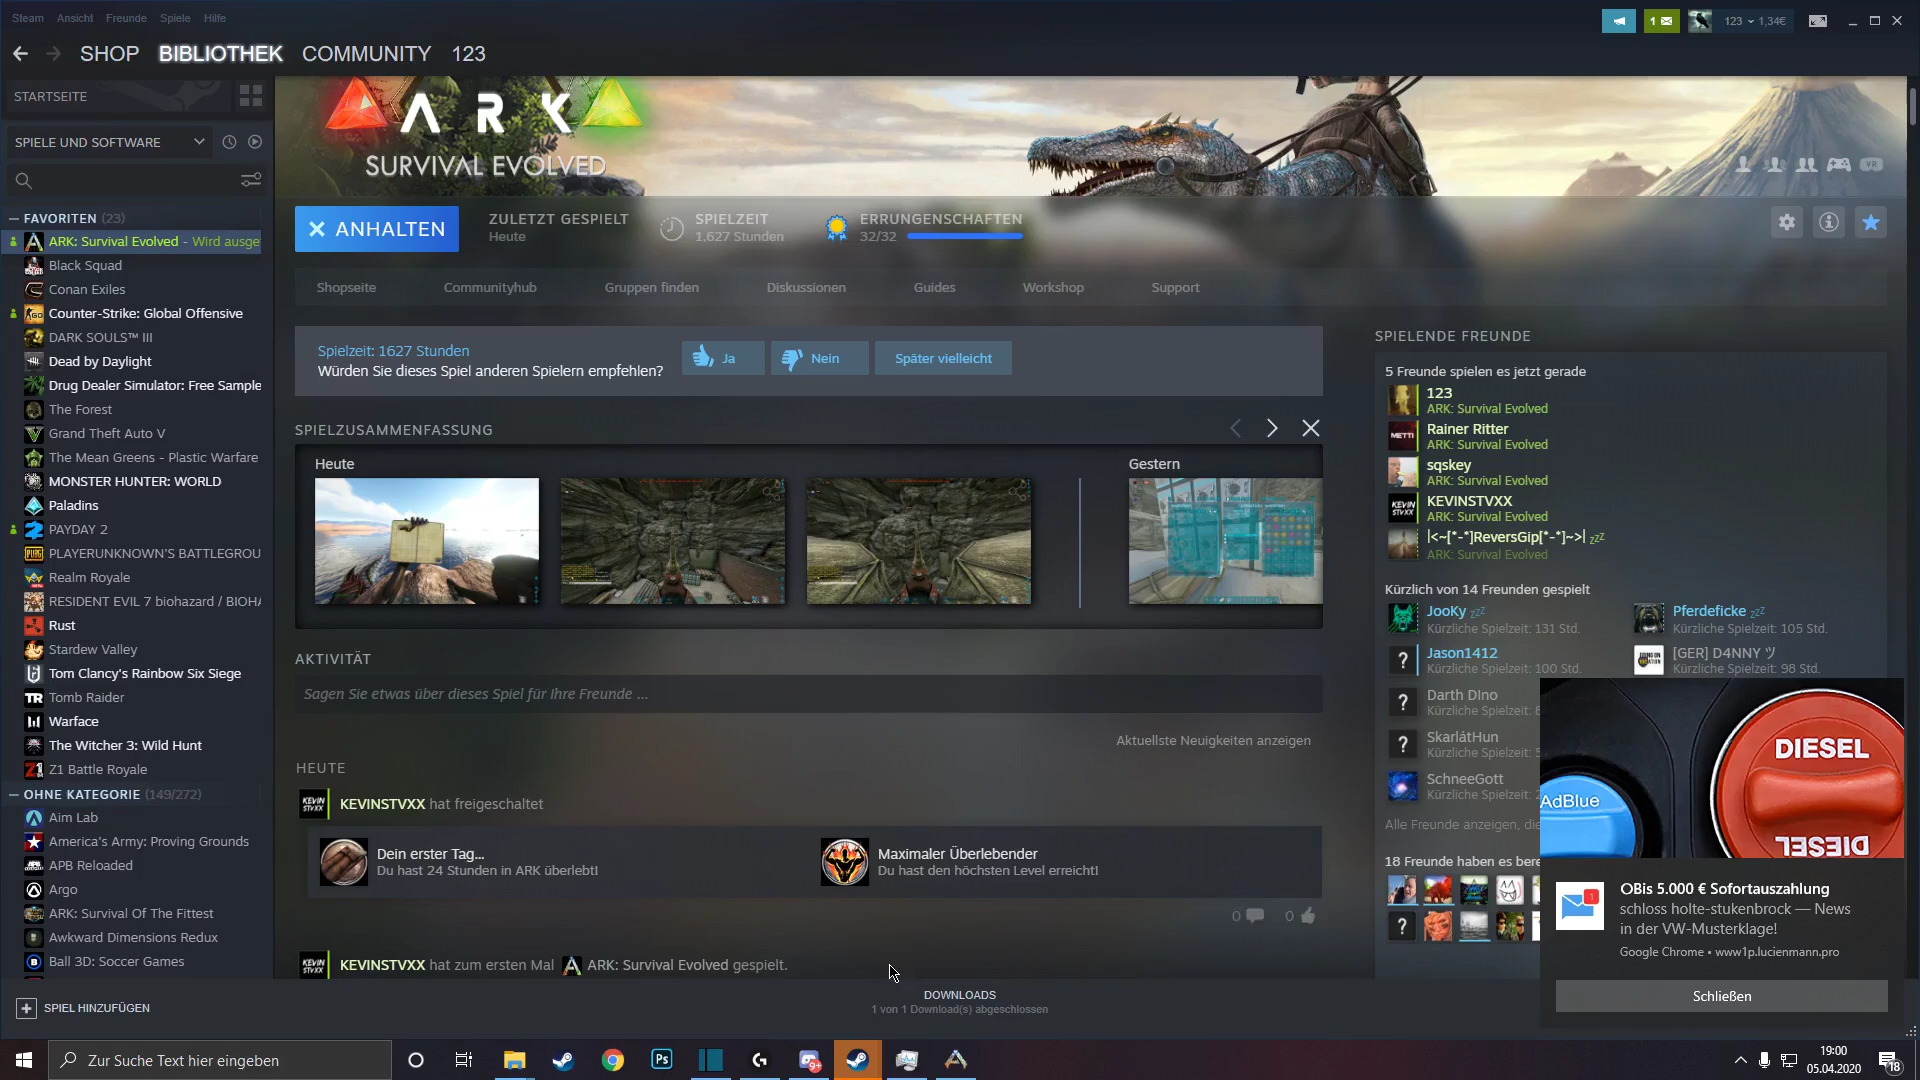 Steam Ansicht Freunde Spiele Hilfe
1
123 1,34€
SHOP BIBLIOTHEK COMMUNITY 123
STARTSEITE
SPIELE UND SOFTWARE
FAVORITEN (23)
ARK: Survival Evolved - Wird ausge
Black Squad
Conan Exiles
Counter-Strike: Global Offensive
DARK SOULS™ III
Dead by Daylight
Drug Dealer Simulator: Free Sample
The Forest
Grand Theft Auto V
The Mean Greens - Plastic Warfare
MONSTER HUNTER: WORLD
Paladins
PAYDAY 2
PLAYERUNKNOWN'S BATTLEGROU
Realm Royale
RESIDENT EVIL 7 biohazard / BIOHA
Rust
Stardew Valley
Tom Clancy's Rainbow Six Siege
Tomb Raider
Warface
The Witcher 3: Wild Hunt
Z1 Battle Royale
OHNE KATEGORIE (149/272)
Aim Lab
America's Army: Proving Grounds
APB Reloaded
Argo
ARK: Survival Of The Fittest
Awkward Dimensions Redux
Ball 3D: Soccer Games
SPIEL HINZUFÜGEN
ARK
SURVIVAL EVOLVED
VR
ANHALTEN
ZULETZT GESPIELT
Heute
SPIELZEIT
1,627 Stunden
ERRUNGENSCHAFTEN
32/32
Shopseite Communityhub Gruppen finden Diskussionen Guides Workshop Support
Spielzeit: 1627 Stunden
Würden Sie dieses Spiel anderen Spielern empfehlen?
Ja Nein Später vielleicht
SPIELZUSAMMENFASSUNG
Heute
Gestern
AKTIVITÄT
Sagen Sie etwas über dieses Spiel für Ihre Freunde ...
Aktuellste Neuigkeiten anzeigen
HEUTE
KEVINSTVXX hat freigeschaltet
Dein erster Tag...
Du hast 24 Stunden in ARK überlebt!
Maximaler Überlebender
Du hast den höchsten Level erreicht!
0 0
KEVINSTVXX hat zum ersten Mal ARK: Survival Evolved gespielt.
DOWNLOADS
1 von 1 Download(s) abgeschlossen
SPIELENDE FREUNDE
5 Freunde spielen es jetzt gerade
123
ARK: Survival Evolved
Rainer Ritter
ARK: Survival Evolved
sqskey
ARK: Survival Evolved
KEVINSTVXX
ARK: Survival Evolved
|<~[*-*]ReversGip[*-*]~>| zzZ
ARK: Survival Evolved
Kürzlich von 14 Freunden gespielt
JooKy zzZ
Kürzliche Spielzeit: 131 Std.
Pferdeficke zzZ
Kürzliche Spielzeit: 105 Std.
Jason1412
Kürzliche Spielzeit: 100 Std.
[GER] D4NNY ツ
Kürzliche Spielzeit: 98 Std.
Darth DIno
Kürzliche Spielzeit: 
SkarlátHun
Kürzliche Spielzeit: 5
SchneeGott
Kürzliche Spielzeit: 2
Alle Freunde anzeigen, die
18 Freunde haben es bere
DIESEL
AdBlue
DIESEL
OBis 5.000 € Sofortauszahlung
schloss holte-stukenbrock — News
in der VW-Musterklage!
Google Chrome • www1p.lucienmann.pro
Schließen
Zur Suche Text hier eingeben
Ps
9+
19:00
05.04.2020
18